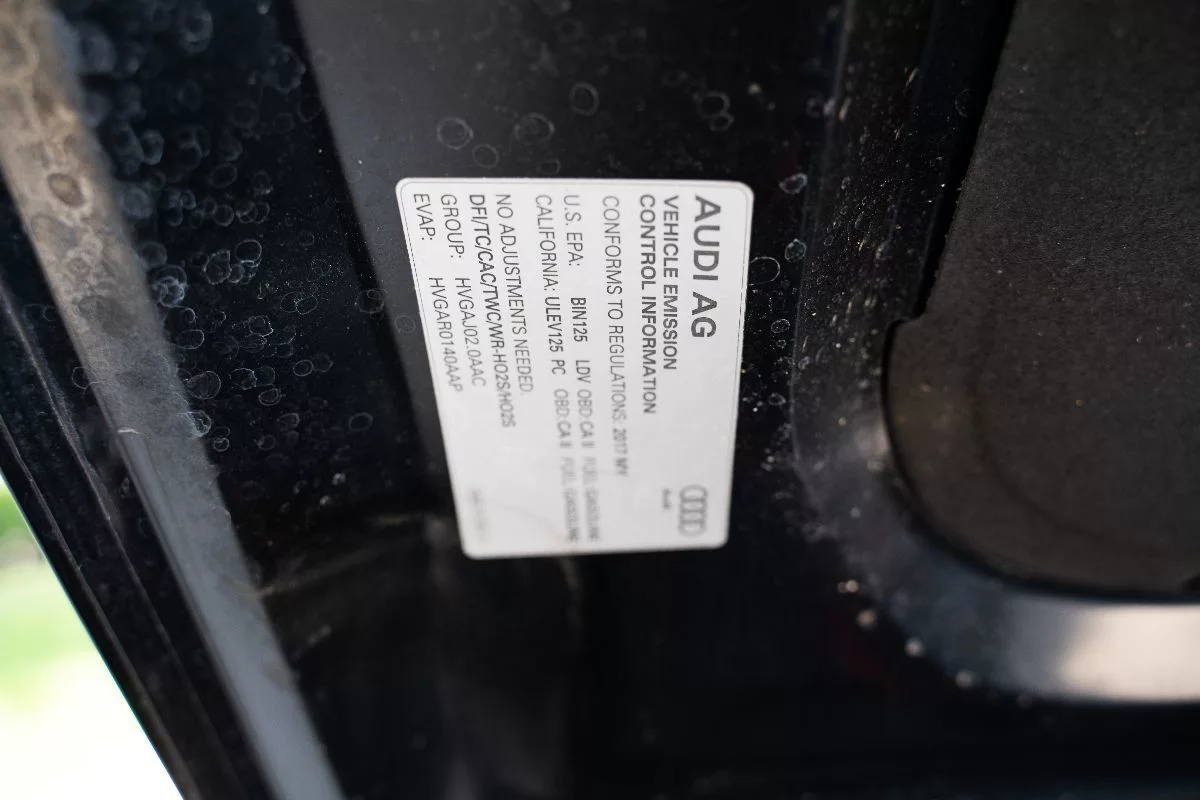 AUDI AG
VEHICLE EMISSION
CONTROL INFORMATION
Audi
CONFORMS TO REGULATIONS: 2017 MY
U.S. EPA: BIN125 LDV OBD:CA II FUEL: GASOLINE
CALIFORNIA: ULEV125 PC OBD:CA II FUEL: GASOLINE
NO ADJUSTMENTS NEEDED.
DFI/TC/CAC/TWC/WR-HO2S/HO2S
GROUP: HVGAJ02.0AAC
EVAP: HVGAR0140AAP